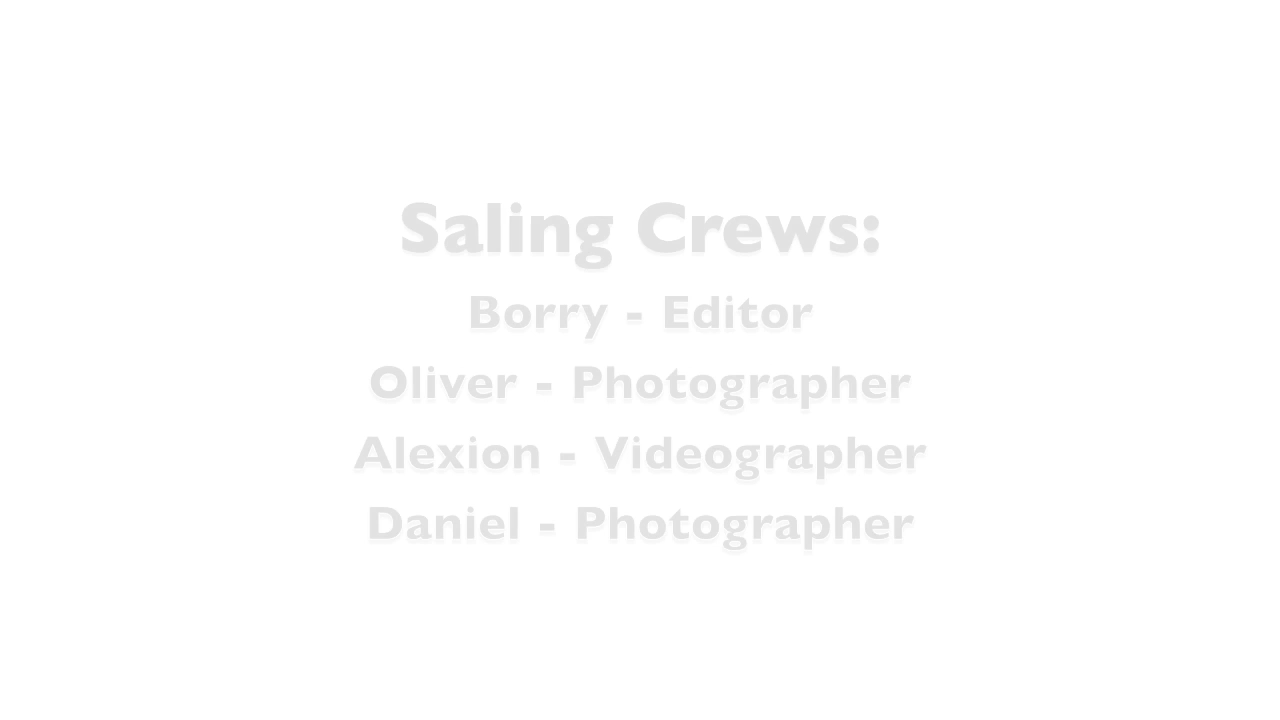 Saling Crews:
Borry - Editor
Oliver - Photographer
Alexion - Videographer
Daniel - Photographer